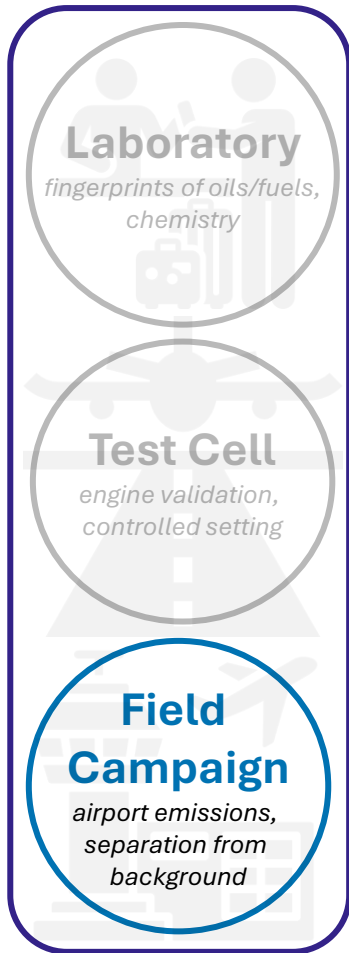 Laboratory
fingerprints of oils/fuels,
chemistry
Test Cell
engine validation,
controlled setting
Field
Campaign
airport emissions,
separation from
background